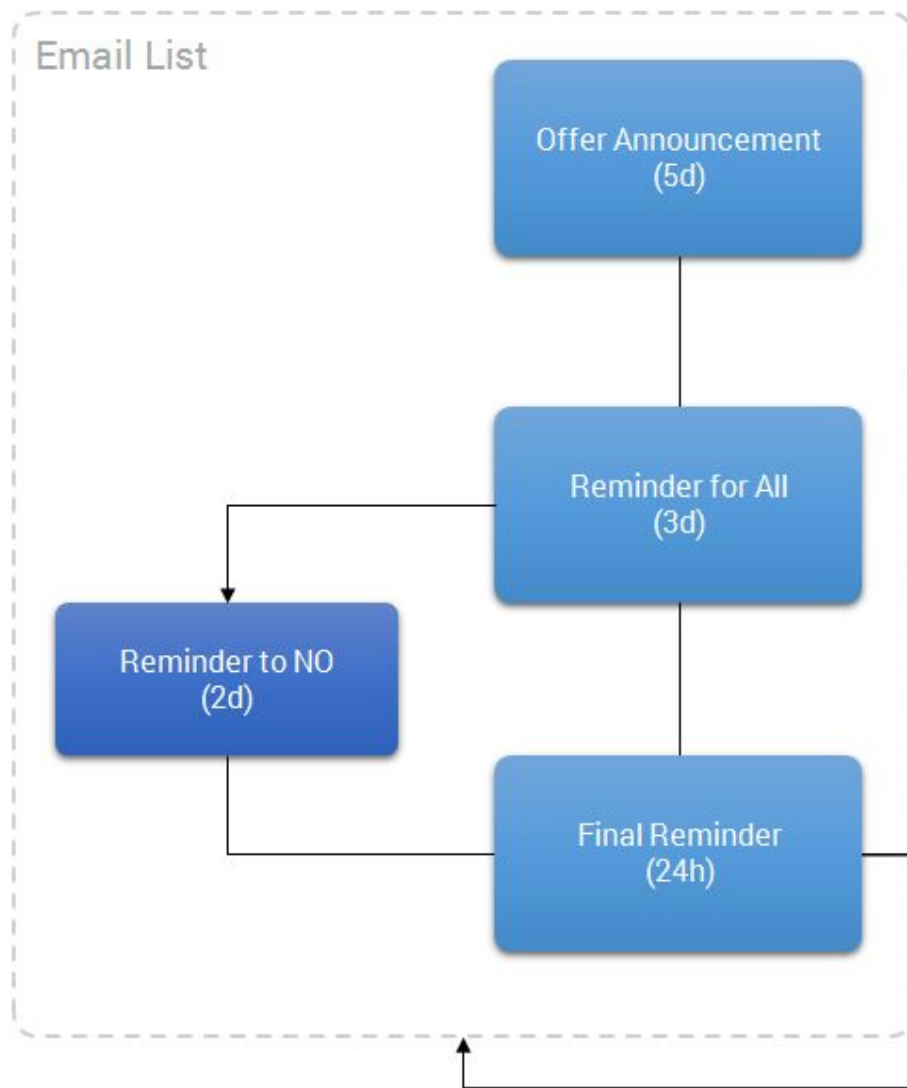 Email List
Offer Announcement
(5d)
Reminder for All
(3d)
Reminder to NO
(2d)
Final Reminder
(24h)